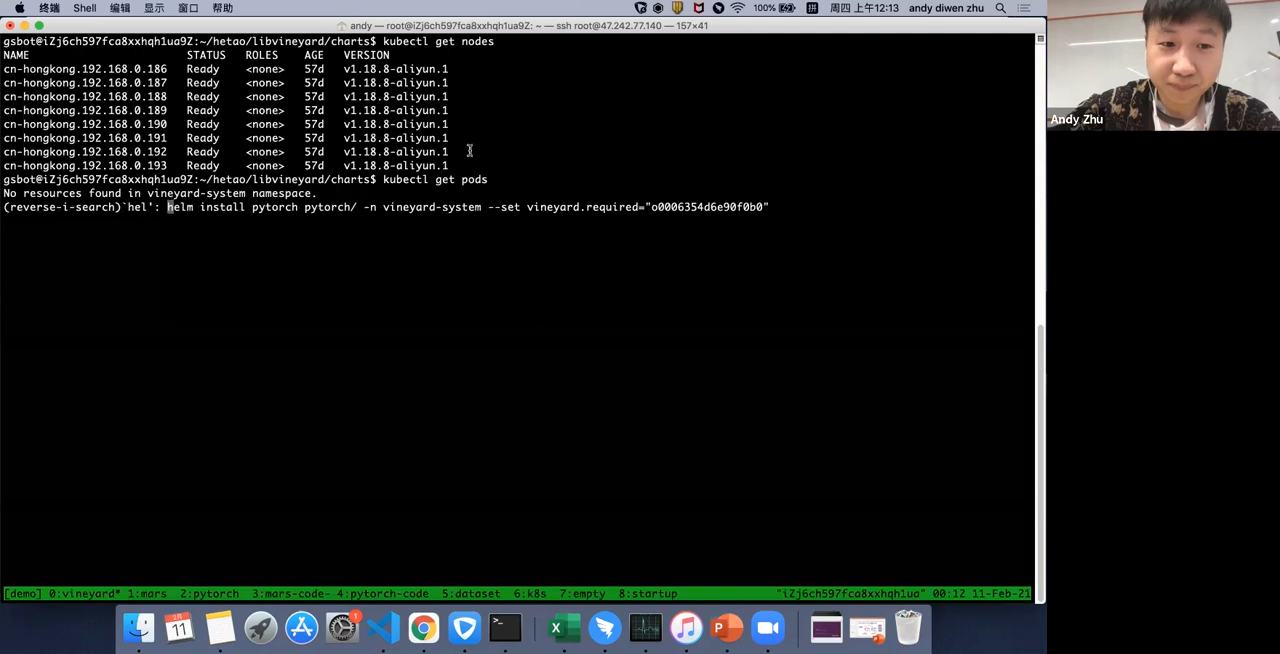 终端 Shell 编辑 显示 窗口 帮助 100% 拼 周四上午12:13 andy diwen zhu
andy — root@iZj6ch597fca8xxhqh1ua9Z: ~ — ssh root@47.242.77.140 — 157×41
gsbot@iZj6ch597fca8xxhqh1ua9Z:~/hetao/libvineyard/charts$ kubectl get nodes
NAME STATUS ROLES AGE VERSION
cn-hongkong.192.168.0.186 Ready <none> 57d v1.18.8-aliyun.1
cn-hongkong.192.168.0.187 Ready <none> 57d v1.18.8-aliyun.1
cn-hongkong.192.168.0.188 Ready <none> 57d v1.18.8-aliyun.1
cn-hongkong.192.168.0.189 Ready <none> 57d v1.18.8-aliyun.1
cn-hongkong.192.168.0.190 Ready <none> 57d v1.18.8-aliyun.1
cn-hongkong.192.168.0.191 Ready <none> 57d v1.18.8-aliyun.1
cn-hongkong.192.168.0.192 Ready <none> 57d v1.18.8-aliyun.1
cn-hongkong.192.168.0.193 Ready <none> 57d v1.18.8-aliyun.1
gsbot@iZj6ch597fca8xxhqh1ua9Z:~/hetao/libvineyard/charts$ kubectl get pods
No resources found in vineyard-system namespace.
(reverse-i-search)`hel': helm install pytorch pytorch/ -n vineyard-system --set vineyard.required="o0006354d6e90f0b0"
[demo] 0:vineyard* 1:mars 2:pytorch 3:mars-code- 4:pytorch-code 5:dataset 6:k8s 7:empty 8:startup "iZj6ch597fca8xxhqh1ua" 00:12 11-Feb-21
Andy Zhu
2月
11
1